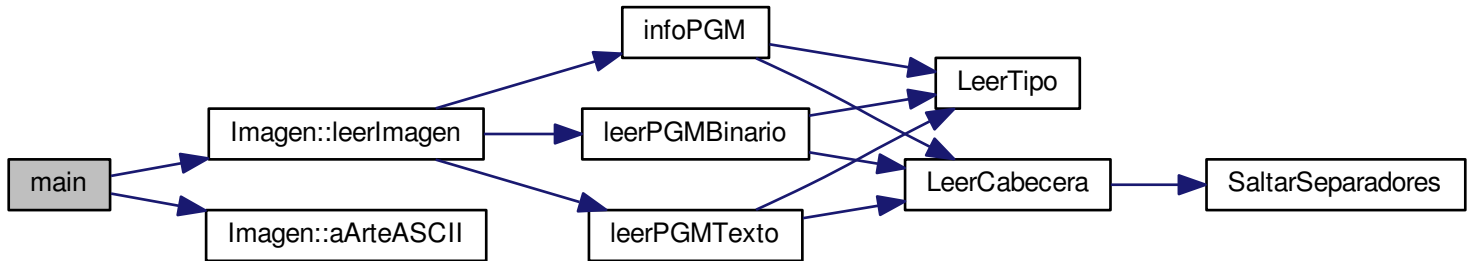 main
Imagen::leerImagen
Imagen::aArteASCII
infoPGM
leerPGMBinario
leerPGMTexto
LeerTipo
LeerCabecera
SaltarSeparadores